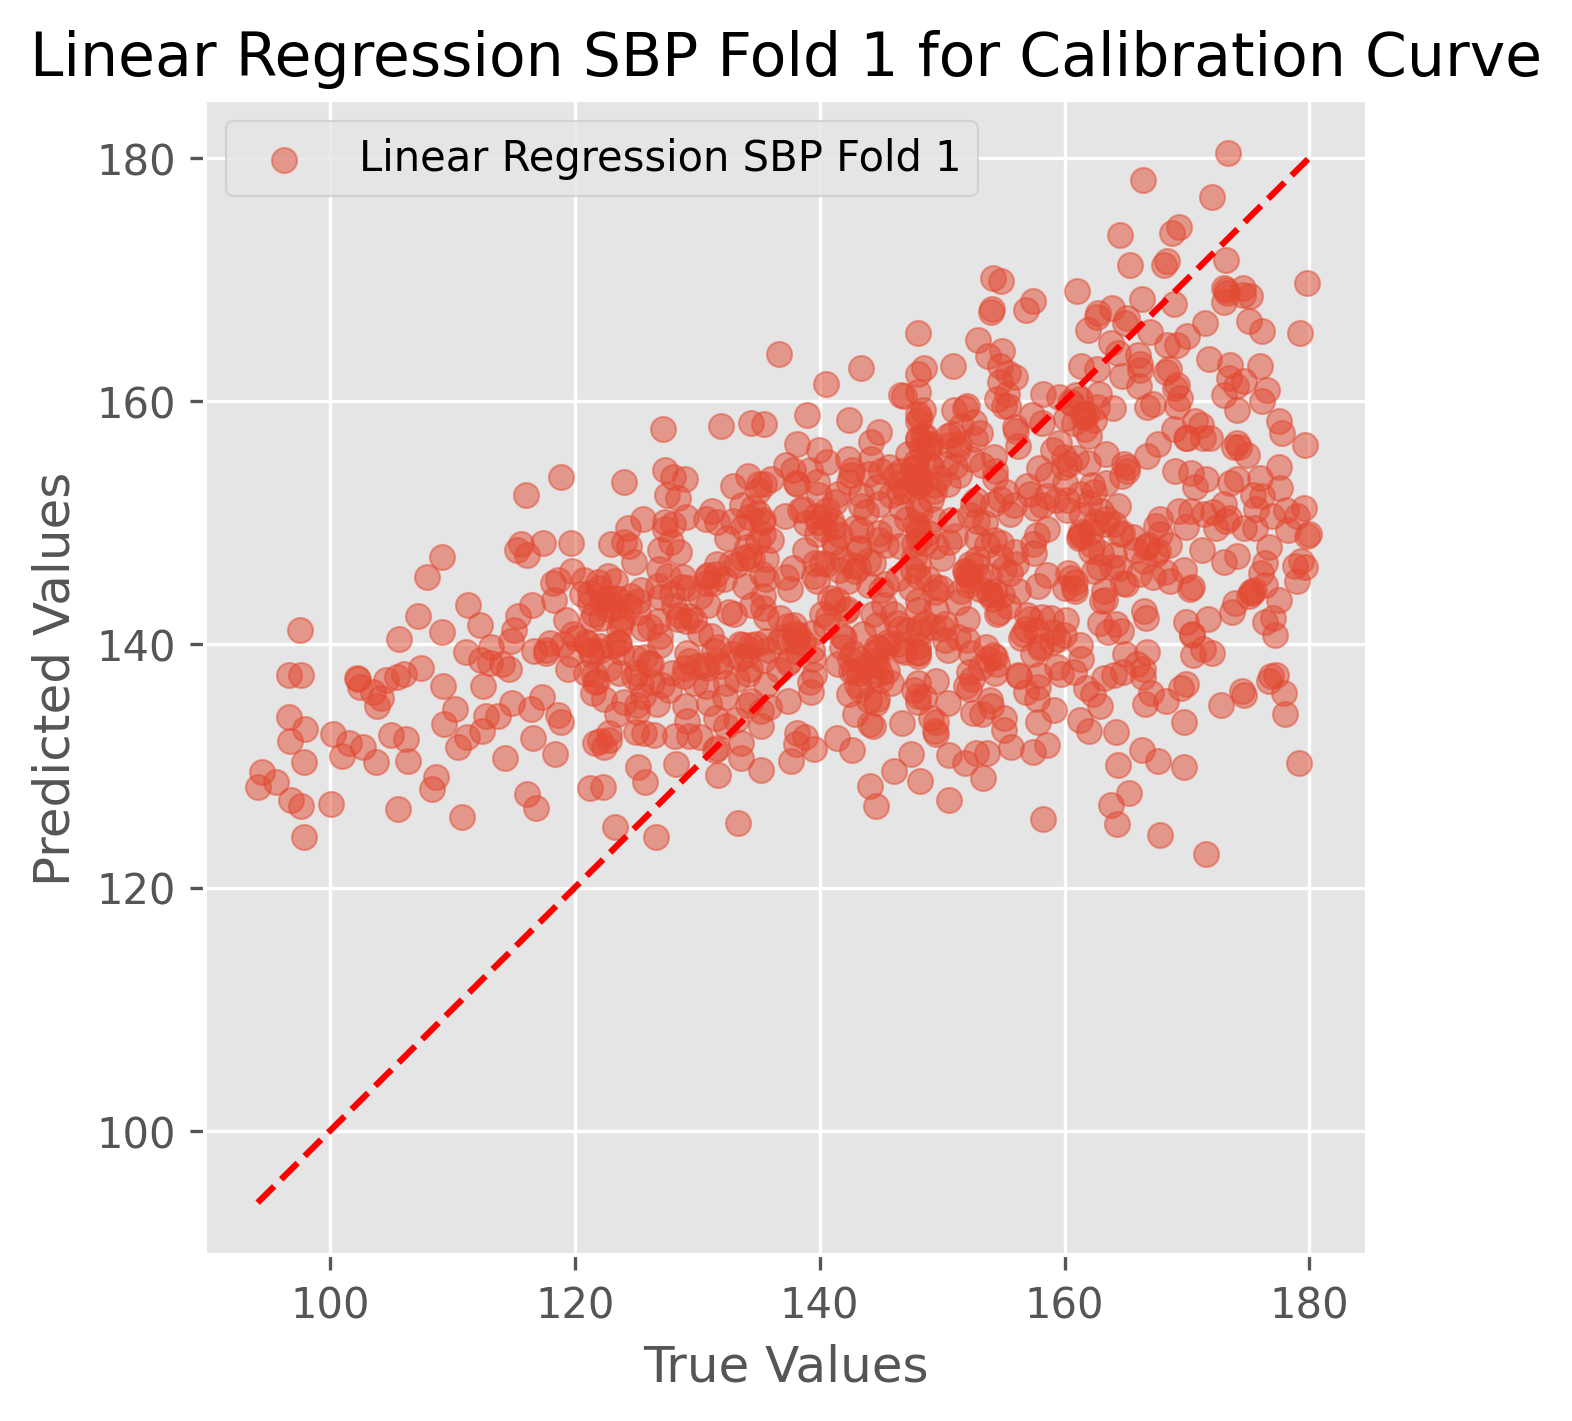 Linear Regression SBP Fold 1 for Calibration Curve
Linear Regression SBP Fold 1
180
160
140
120
100
Predicted Values
100 120 140 160 180
True Values